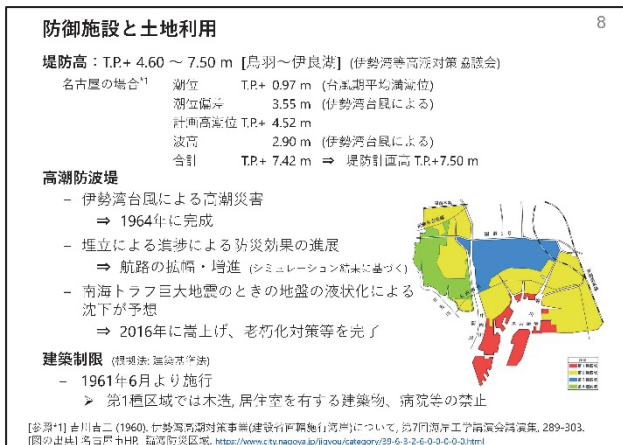 防御施設と土地利用
8
堤防高：T.P.+ 4.60 ～ 7.50 m [鳥羽～伊良湖] (伊勢湾等高潮対策協議会)
名古屋の場合*1 潮位 T.P.+ 0.97 m (台風期平均満潮位)
潮位偏差 3.55 m (伊勢湾台風による)
計画高潮位 T.P.+ 4.52 m
波高 2.90 m (伊勢湾台風による)
合計 T.P.+ 7.42 m ⇒ 堤防計画高 T.P.+7.50 m
高潮防波堤
– 伊勢湾台風による高潮災害
⇒ 1964年に完成
– 埋立による進捗による防災効果の進展
⇒ 航路の拡幅・増進 (シミュレーション結果に基づく)
– 南海トラフ巨大地震のときの地盤の液状化による
沈下が予想
⇒ 2016年に嵩上げ、老朽化対策等を完了
建築制限 (根拠法: 建築基準法)
– 1961年6月より施行
➢ 第1種区域では木造, 居住室を有する建築物、病院等の禁止
[参照*1] 吉川吉二 (1960). 伊勢湾高潮対策事業(建設省直轄施行海岸)について, 第7回海岸工学講演会講演集, 289-303.
[図の出典] 名古屋市HP, 臨海防災区域, https://www.city.nagoya.jp/jigyou/category/39-6-3-2-6-0-0-0-0-0.html